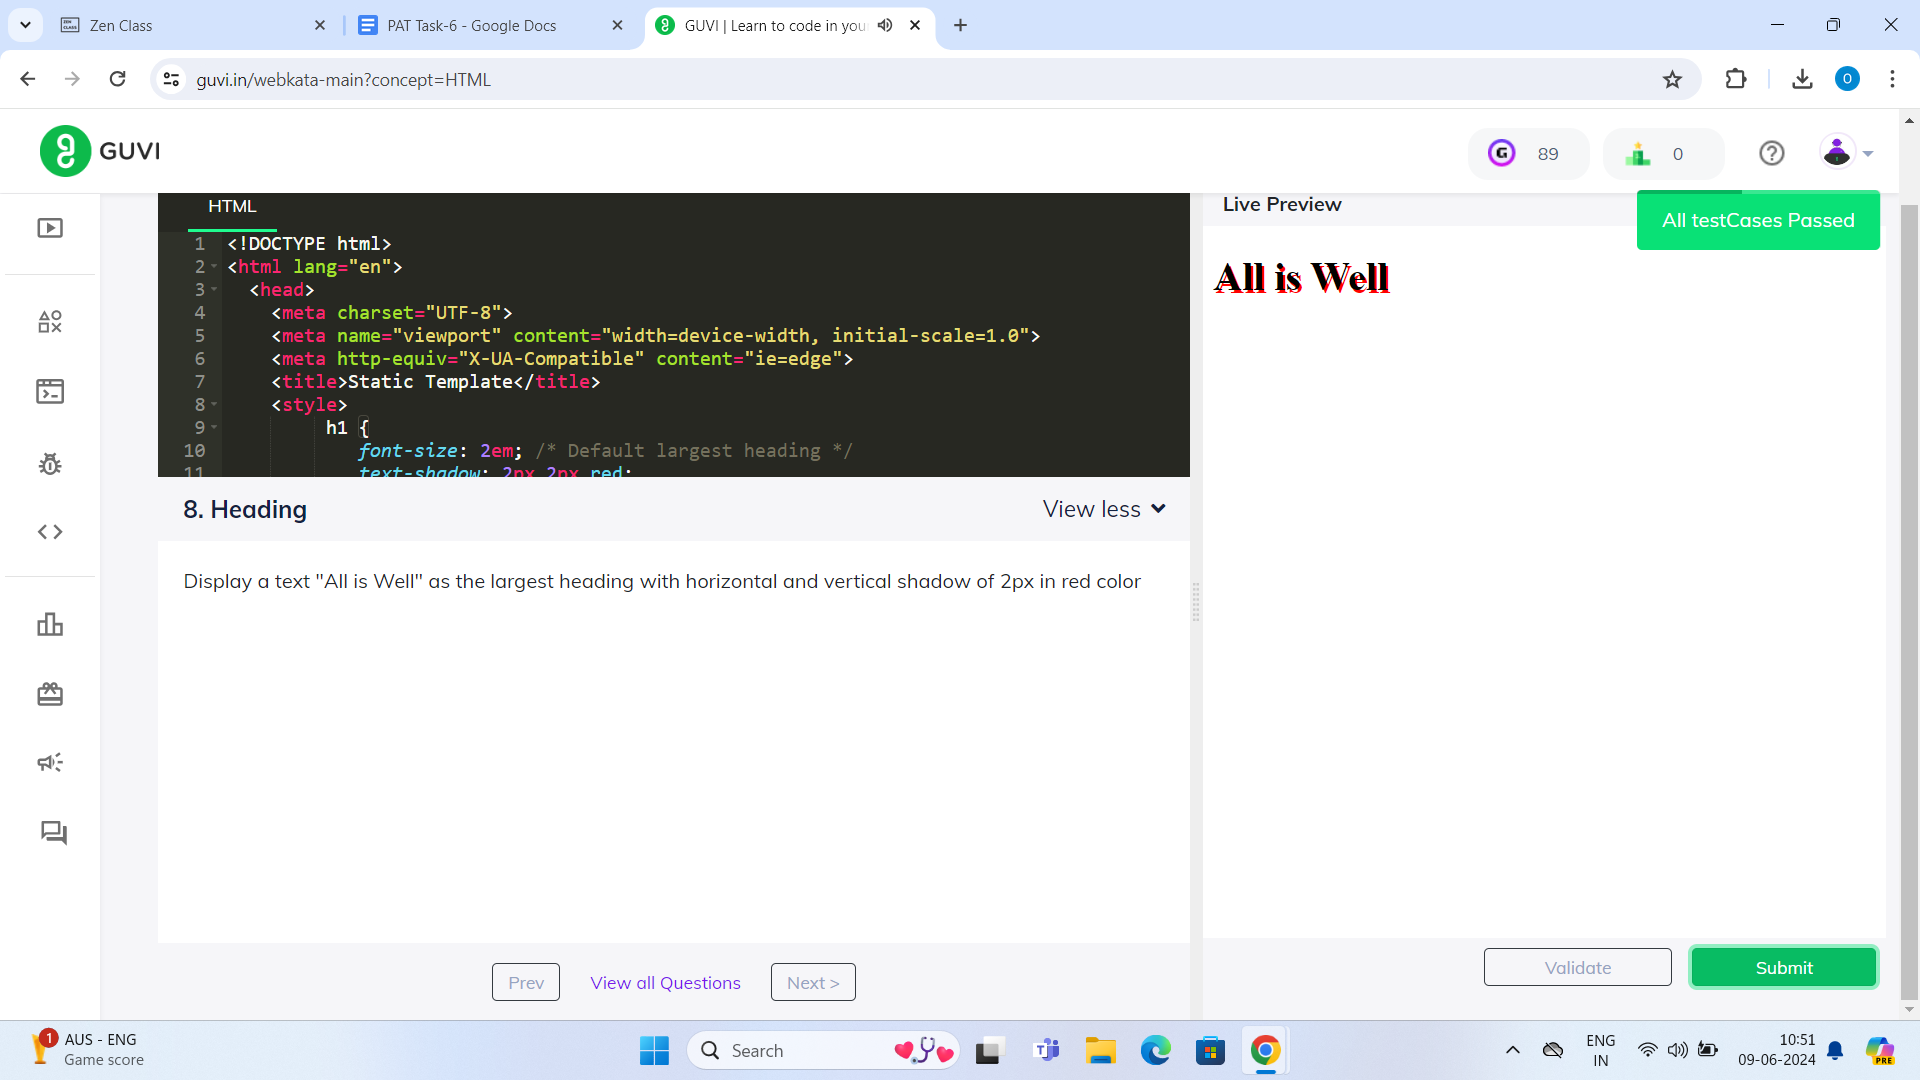 Zen Class
PAT Task-6 - Google Docs
GUVI | Learn to code in you
guvi.in/webkata-main?concept=HTML
O
GUVI
G
89
0
HTML
1 <!DOCTYPE html>
2 <html lang="en">
3 <head>
4 <meta charset="UTF-8">
5 <meta name="viewport" content="width=device-width, initial-scale=1.0">
6 <meta http-equiv="X-UA-Compatible" content="ie=edge">
7 <title>Static Template</title>
8 <style>
9 h1 {
10 font-size: 2em; /* Default largest heading */
11 text-shadow: 2px 2px red;
8. Heading
View less
Display a text "All is Well" as the largest heading with horizontal and vertical shadow of 2px in red color
Prev
View all Questions
Next >
Live Preview
All testCases Passed
All is Well
Validate
Submit
1
AUS - ENG
Game score
Search
ENG
IN
10:51
09-06-2024
PRE